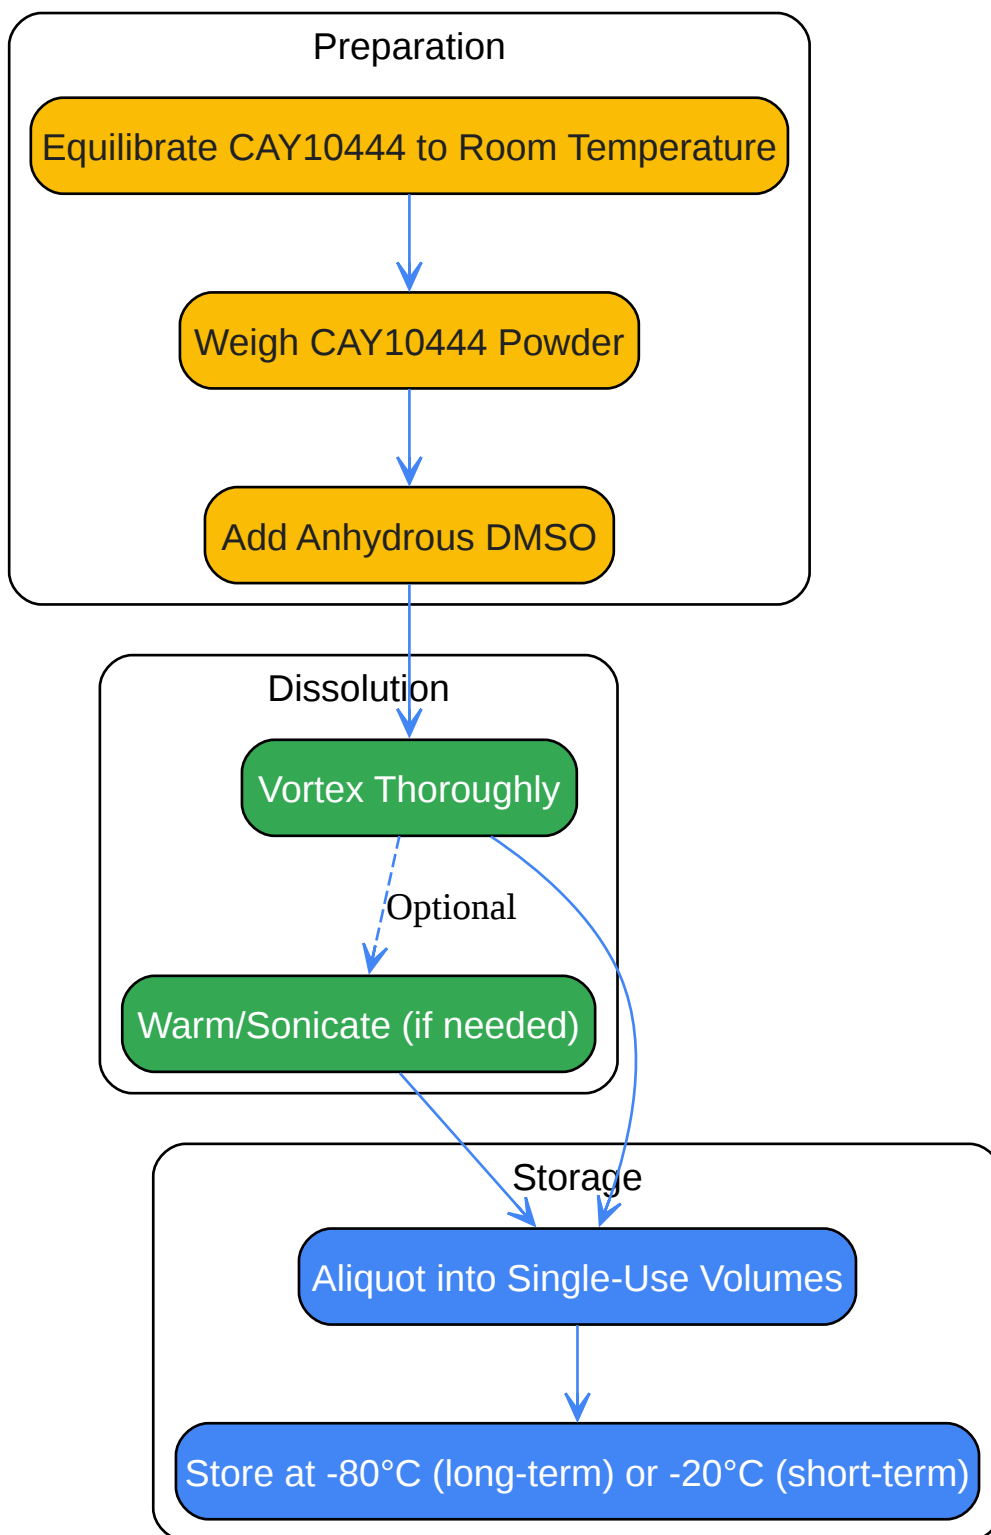 Preparation
Equilibrate CAY10444 to Room Temperature
Weigh CAY10444 Powder
Add Anhydrous DMSO
Dissolution
Vortex Thoroughly
Optional
Warm/Sonicate (if needed)
Storage
Aliquot into Single-Use Volumes
Store at -80°C (long-term) or -20°C (short-term)